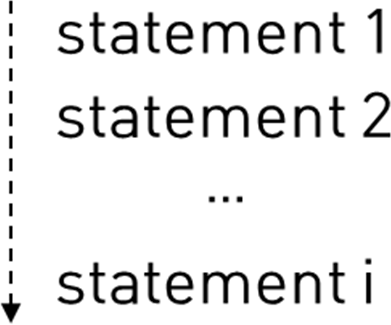 statement 1
statement 2
...
statement i